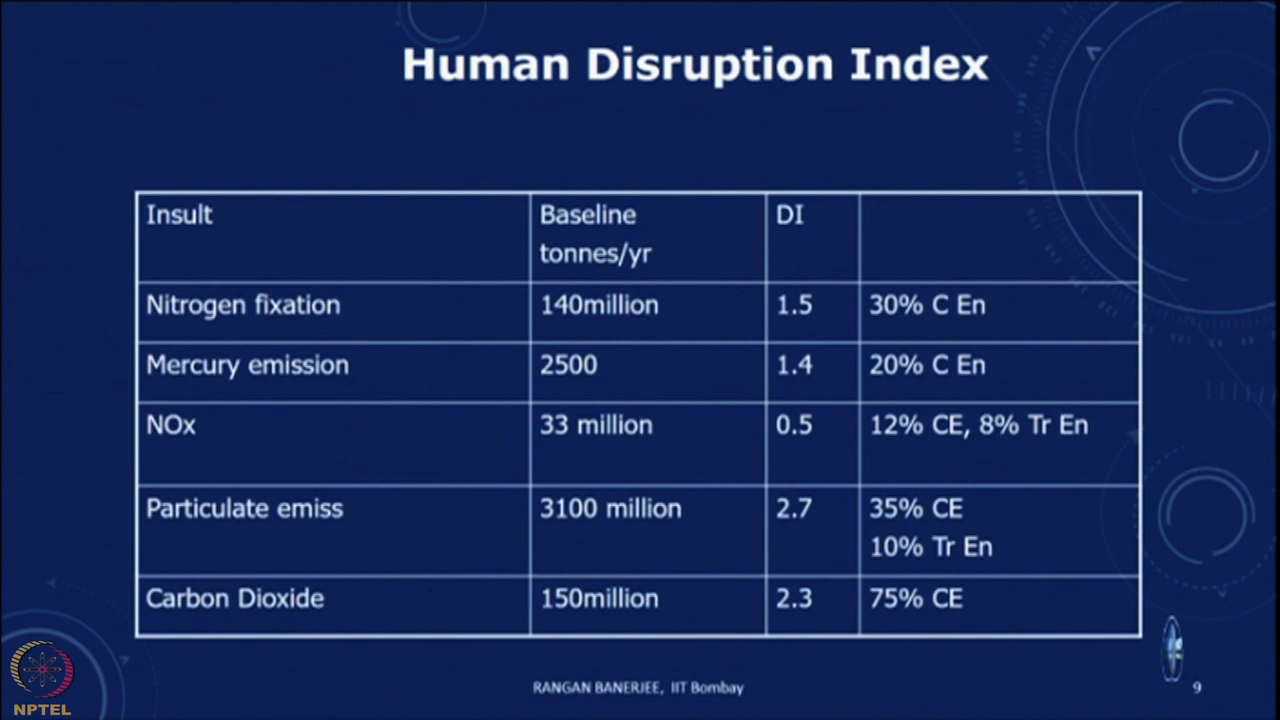 Human Disruption Index
Insult
Baseline
tonnes/yr
DI
Nitrogen fixation
140million
1.5
30% C En
Mercury emission
2500
1.4
20% C En
NOx
33 million
0.5
12% CE, 8% Tr En
Particulate emiss
3100 million
2.7
35% CE
10% Tr En
Carbon Dioxide
150million
2.3
75% CE
RANGAN BANERJEE, IIT Bombay
9
NPTEL